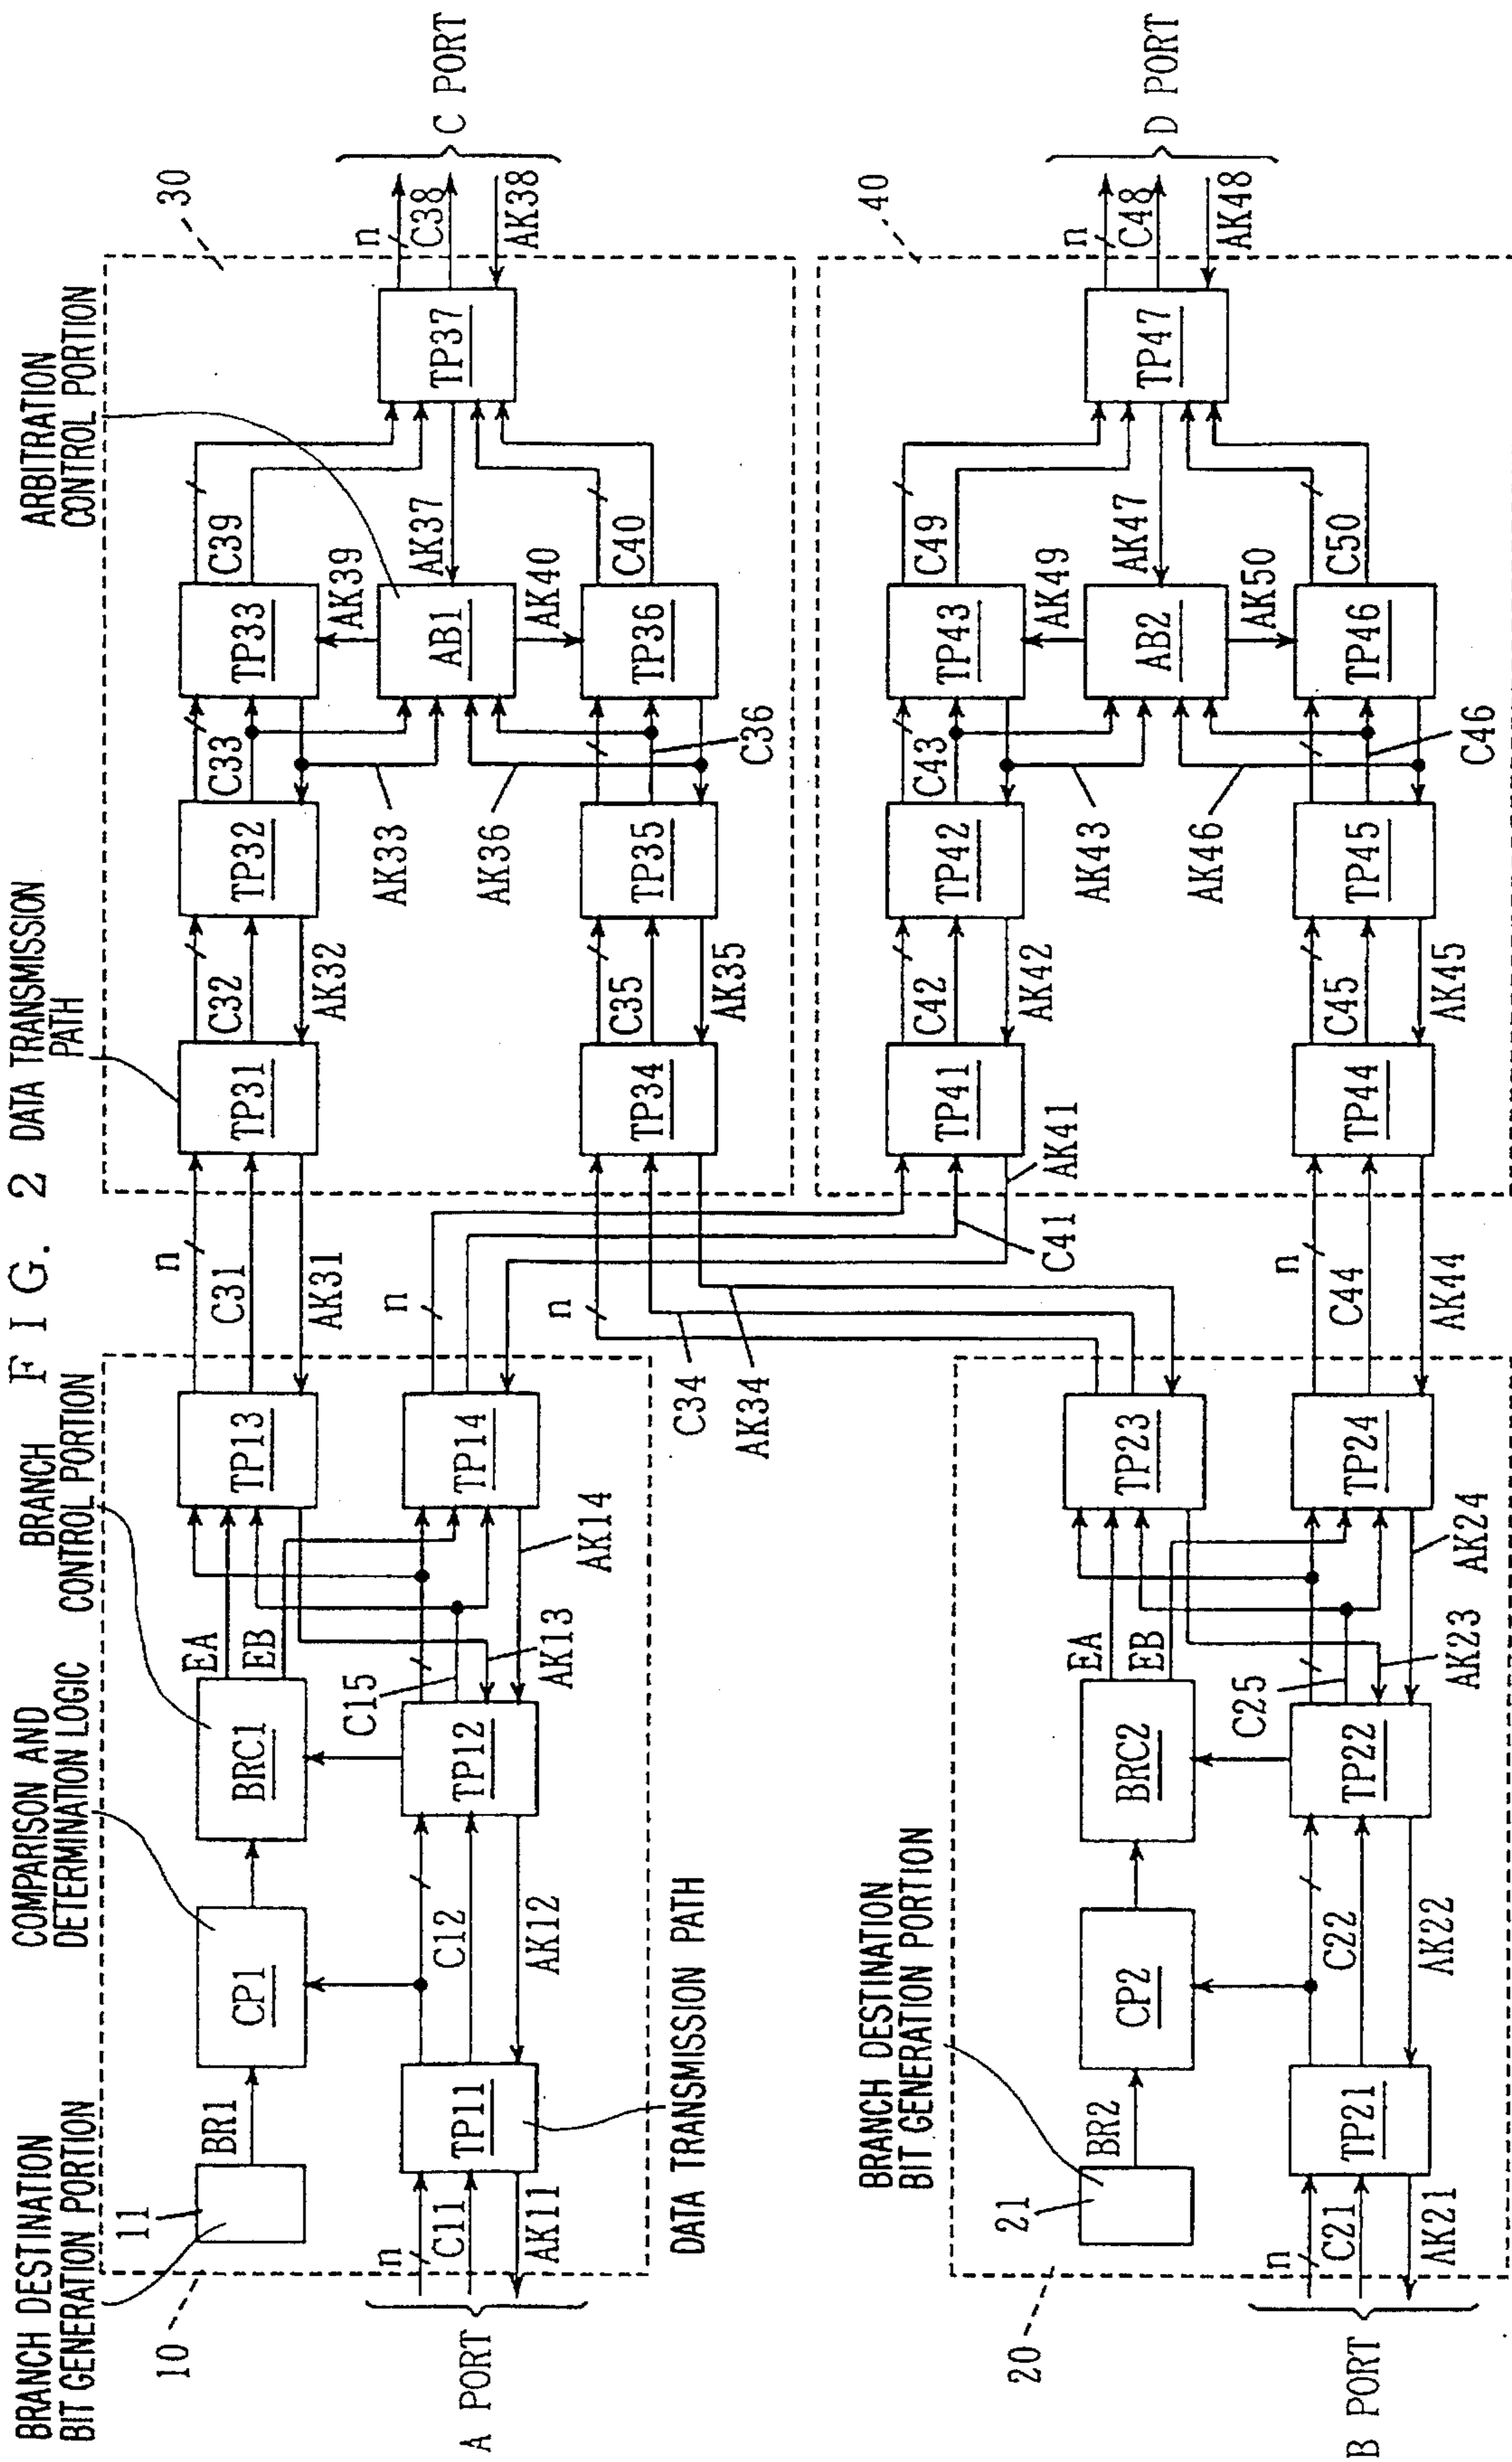 FIG. 2
BRANCH DESTINATION
BIT GENERATION PORTION
COMPARISON AND
DETERMINATION LOGIC
BRANCH
CONTROL PORTION
DATA TRANSMISSION
PATH
ARBITRATION
CONTROL PORTION
10
11
BR1
CP1
BRC1
EA
EB
TP13
n
C31
AK31
TP31
C32
AK32
TP32
C33
AK33
TP33
C39
AK39
30
A PORT
n
C11
AK11
TP11
C12
AK12
TP12
C15
AK13
AK14
TP14
n
AB1
AK37
AK40
TP37
n
C38
AK38
C PORT
AK36
n
TP34
C35
AK35
TP35
C36
TP36
C40
C34
AK34
DATA TRANSMISSION PATH
C41
AK41
TP41
C42
AK42
TP42
C43
AK43
TP43
C49
AK49
40
BRANCH DESTINATION
BIT GENERATION PORTION
20
21
BR2
CP2
BRC2
EA
EB
TP23
AB2
AK47
AK50
TP47
n
C48
AK48
D PORT
AK46
B PORT
n
C21
AK21
TP21
C22
AK22
TP22
C25
AK23
AK24
TP24
n
C44
AK44
TP44
C45
AK45
TP45
C46
TP46
C50